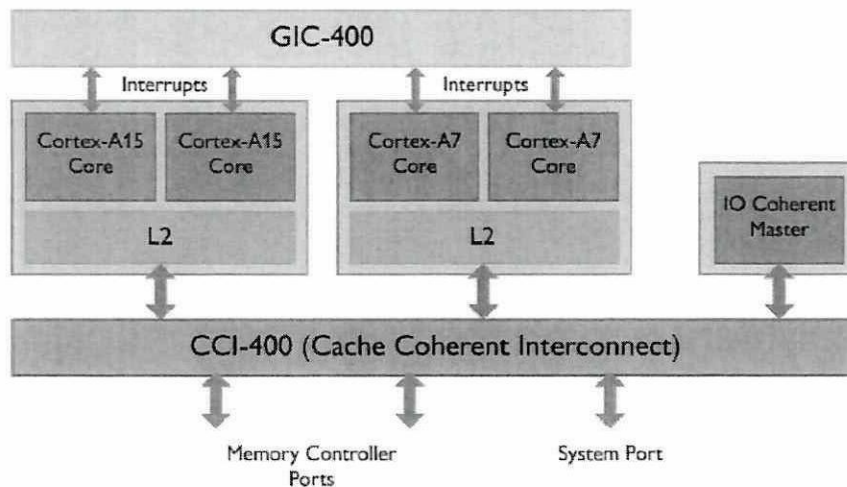 GIC-400
Interrupts
Interrupts
Cortex-A15
Core
Cortex-A15
Core
Cortex-A7
Core
Cortex-A7
Core
L2
L2
IO Coherent
Master
CCI-400 (Cache Coherent Interconnect)
Memory Controller
Ports
System Port